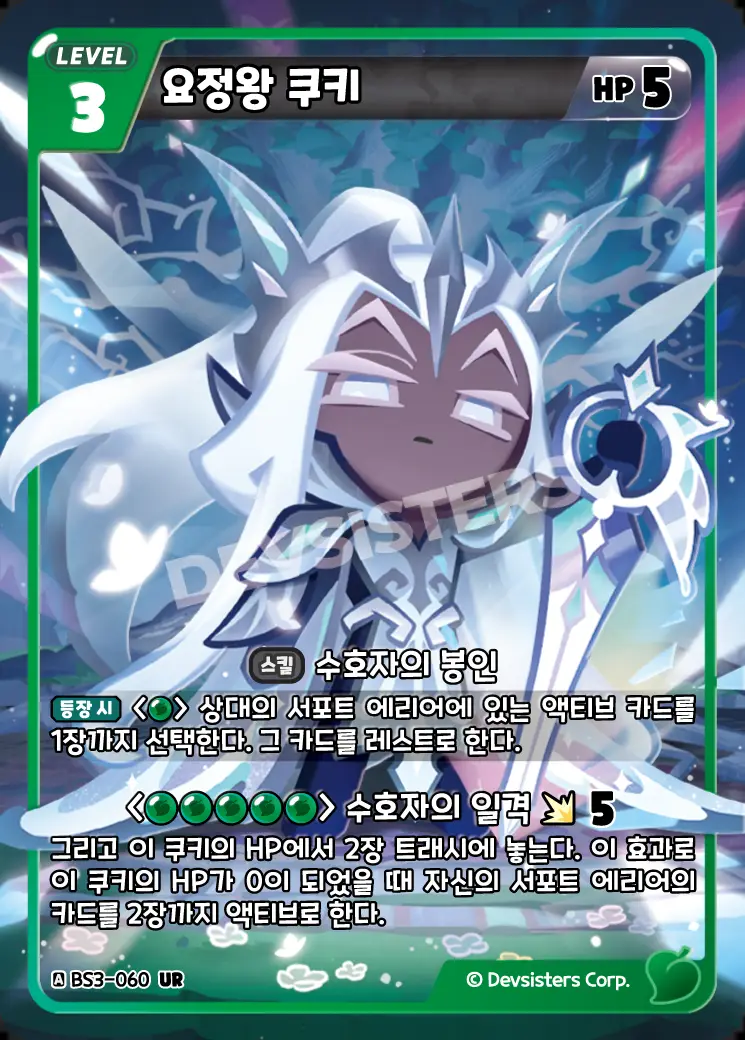 LEVEL
3
요정왕 쿠키
HP 5
DEVSISTERS
스킬 수호자의 봉인
등장 시 〈〉 상대의 서포트 에리어에 있는 액티브 카드를
1장까지 선택한다. 그 카드를 레스트로 한다.
〈〉 수호자의 일격 5
그리고 이 쿠키의 HP에서 2장 트래시에 놓는다. 이 효과로
이 쿠키의 HP가 0이 되었을 때 자신의 서포트 에리어의
카드를 2장까지 액티브로 한다.
A BS3-060 UR
© Devsisters Corp.